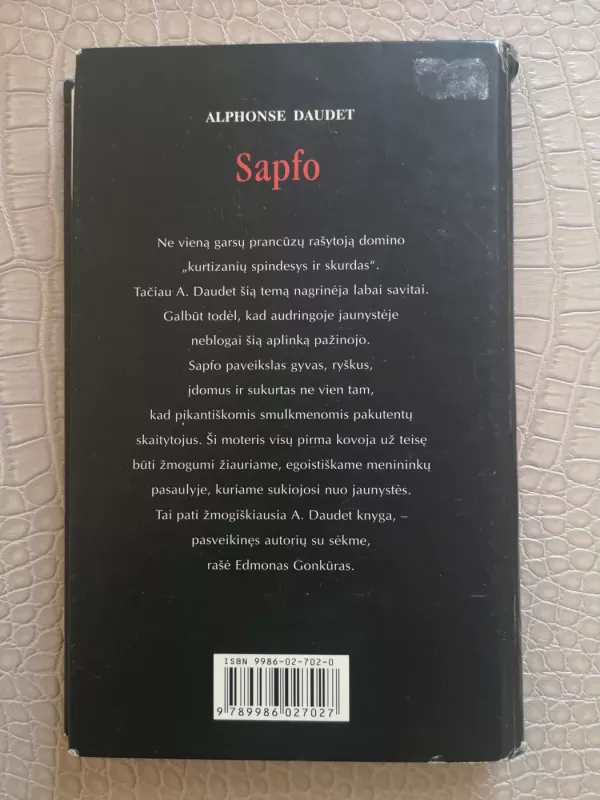 ALPHONSE DAUDET
Sapfo
Ne vieną garsų prancūzų rašytoją domino
„kurtizanių spindesys ir skurdas“.
Tačiau A. Daudet šią temą nagrinėja labai savitai.
Galbūt todėl, kad audringoje jaunystėje
neblogai šią aplinką pažinojo.
Sapfo paveikslas gyvas, ryškus,
įdomus ir sukurtas ne vien tam,
kad pikantiškomis smulkmenomis pakutentų
skaitytojus. Ši moteris visų pirma kovoja už teisę
būti žmogumi žiauriame, egoistiškame menininkų
pasaulyje, kuriame sukiojosi nuo jaunystės.
Tai pati žmogiškiausia A. Daudet knyga, –
pasveikinęs autorių su sėkme,
rašė Edmonas Gonkūras.
ISBN 9986-02-702-0
9 789986 027027